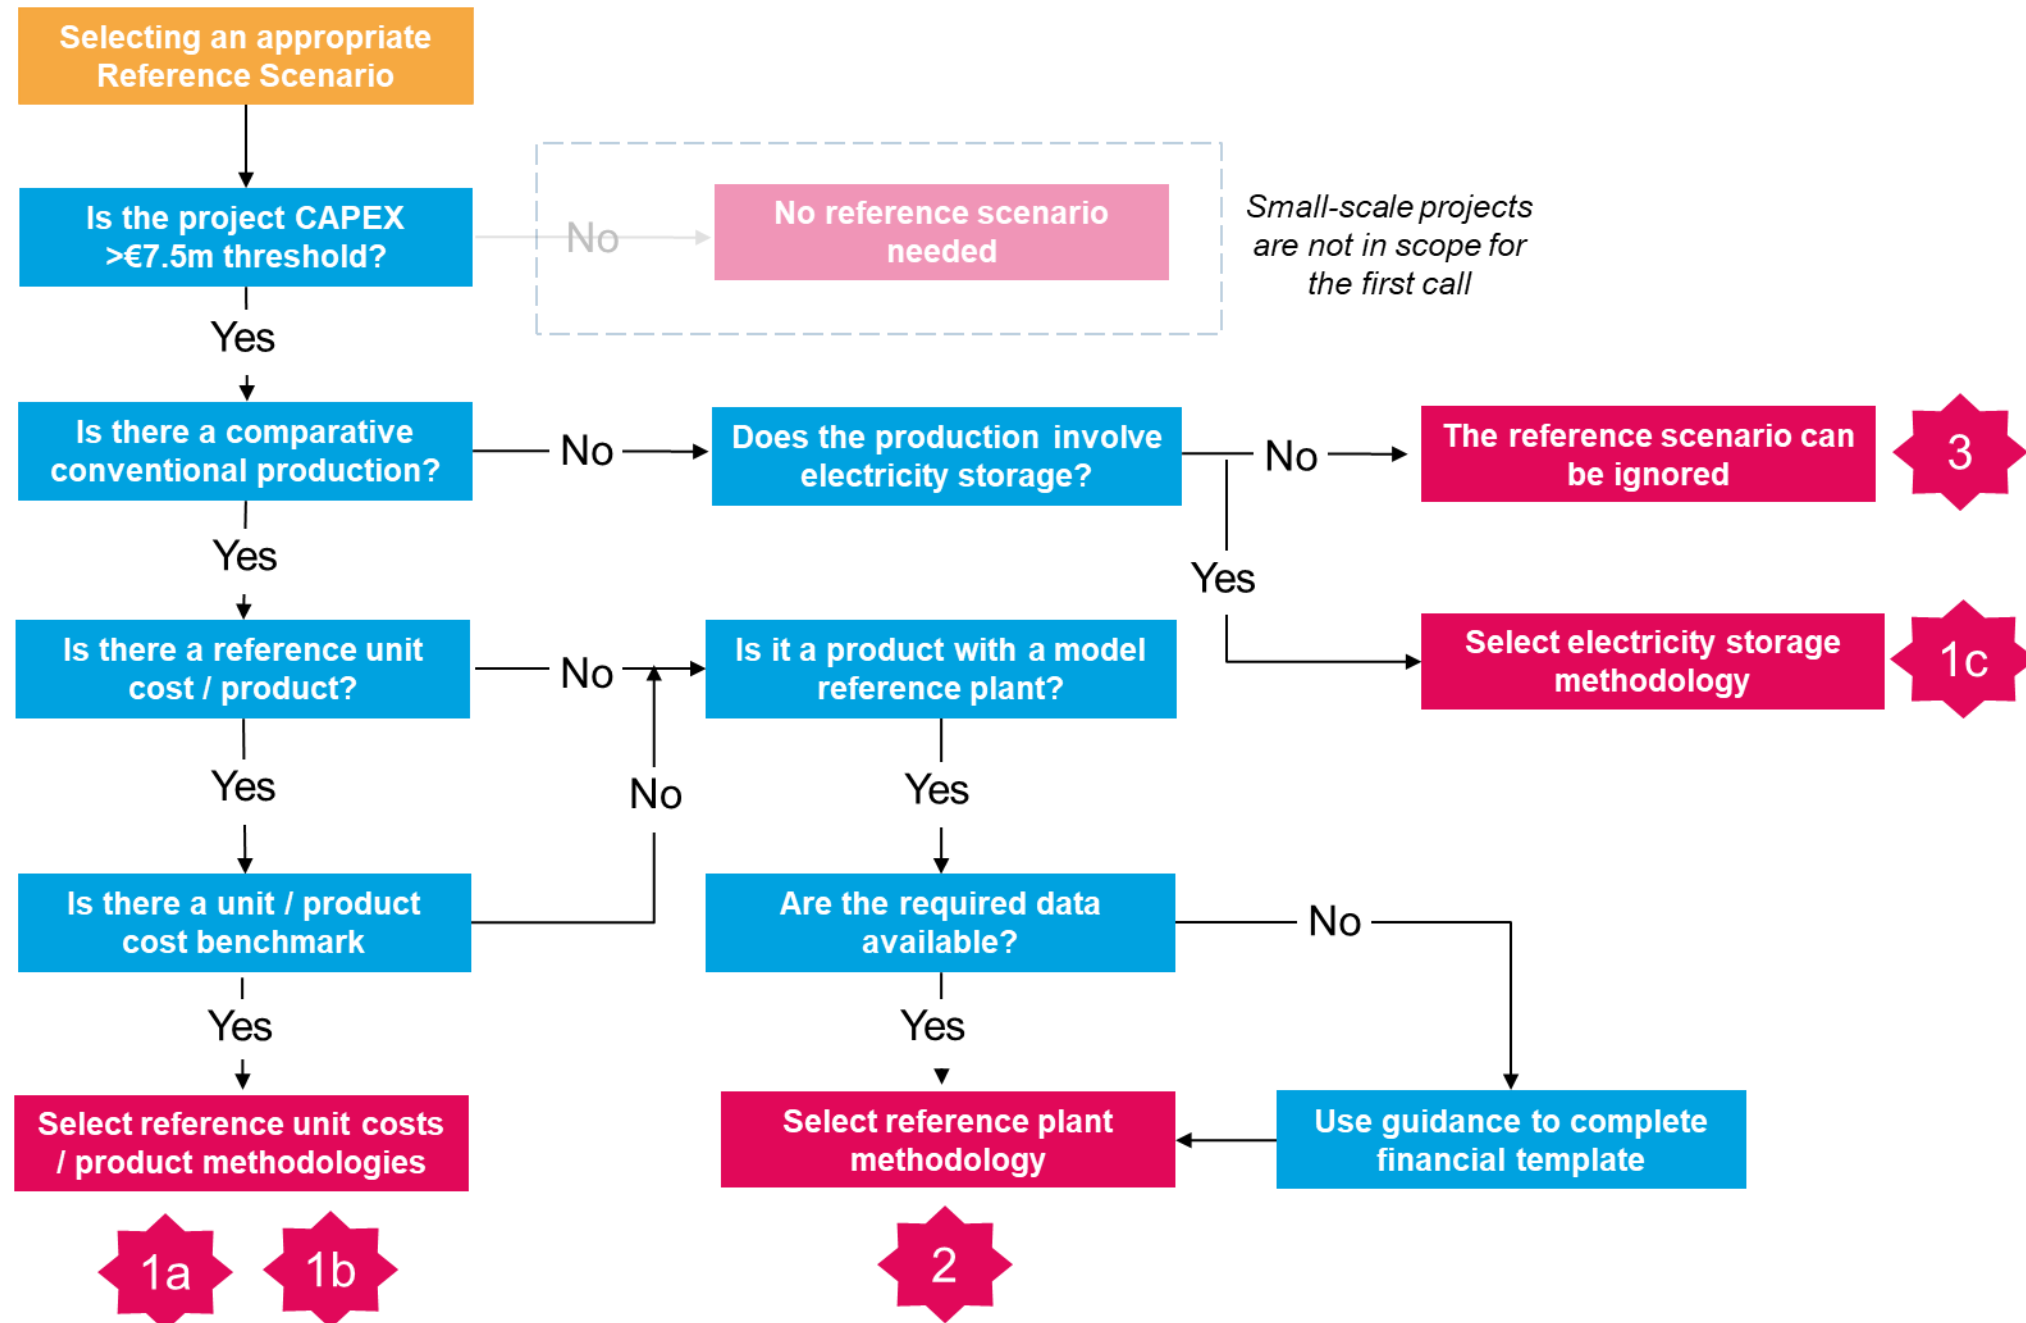 Selecting an appropriate
Reference Scenario
Is the project CAPEX
>€7.5m threshold?
No
No reference scenario
needed
Small-scale projects
are not in scope for
the first call
Yes
Is there a comparative
conventional production?
No
Does the production involve
electricity storage?
No
The reference scenario can
be ignored
3
Yes
Yes
Is there a reference unit
cost / product?
No
Is it a product with a model
reference plant?
Select electricity storage
methodology
1c
Yes
No
Yes
Is there a unit / product
cost benchmark
Are the required data
available?
No
Yes
Yes
Select reference unit costs
/ product methodologies
Select reference plant
methodology
Use guidance to complete
financial template
1a
1b
2